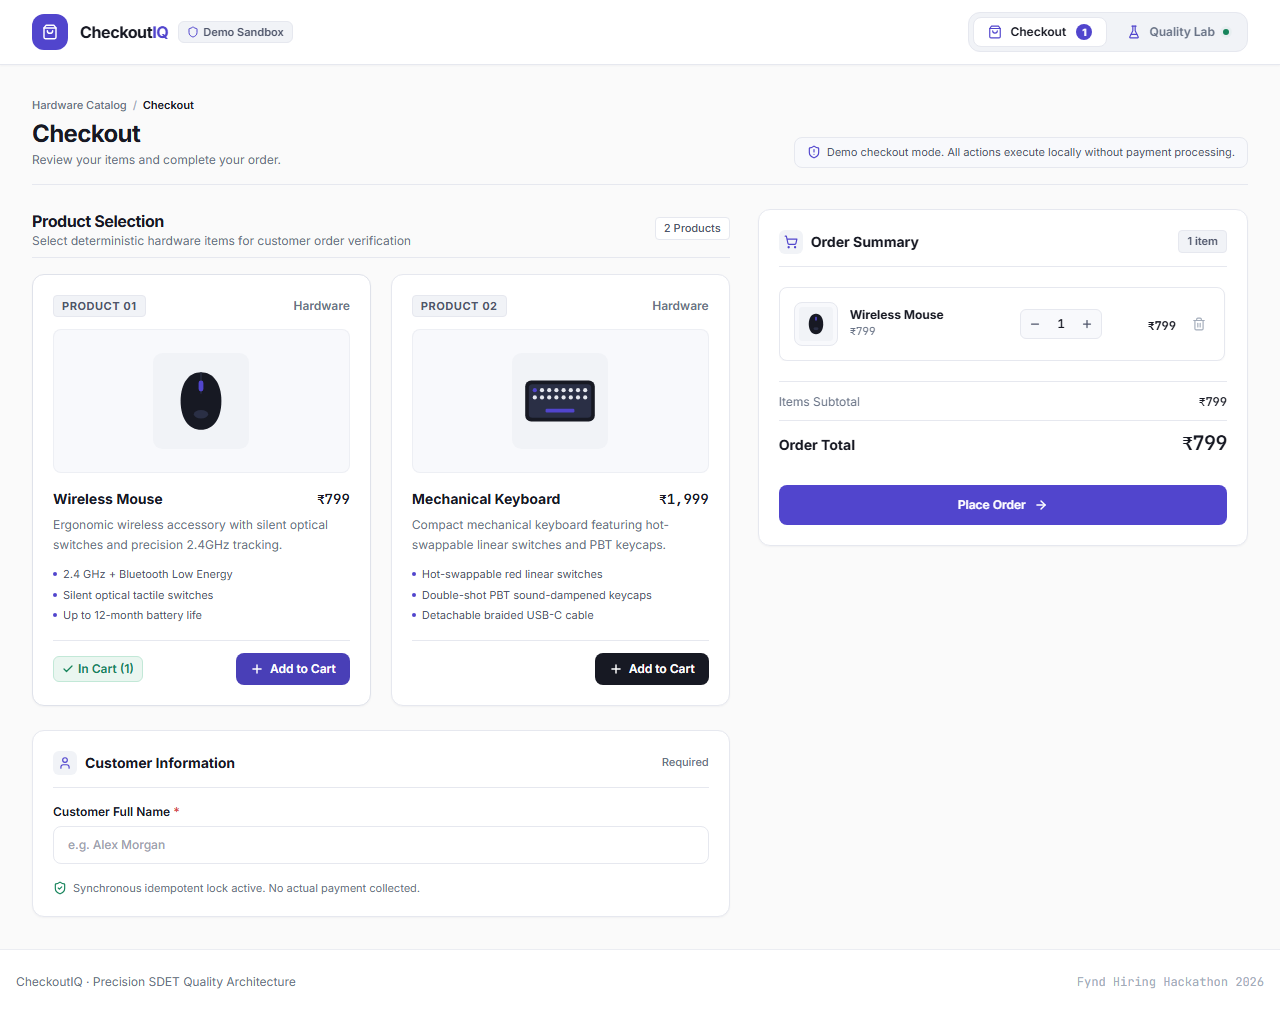 CheckoutIQ
Demo Sandbox
Checkout 1
Quality Lab
Hardware Catalog / Checkout
Checkout
Review your items and complete your order.
Demo checkout mode. All actions execute locally without payment processing.
Product Selection
Select deterministic hardware items for customer order verification
2 Products
PRODUCT 01
Hardware
Wireless Mouse
₹799
Ergonomic wireless accessory with silent optical
switches and precision 2.4GHz tracking.
2.4 GHz + Bluetooth Low Energy
Silent optical tactile switches
Up to 12-month battery life
In Cart (1)
Add to Cart
PRODUCT 02
Hardware
Mechanical Keyboard
₹1,999
Compact mechanical keyboard featuring hot-
swappable linear switches and PBT keycaps.
Hot-swappable red linear switches
Double-shot PBT sound-dampened keycaps
Detachable braided USB-C cable
Add to Cart
Customer Information
Required
Customer Full Name *
e.g. Alex Morgan
Synchronous idempotent lock active. No actual payment collected.
Order Summary
1 item
Wireless Mouse
₹799
− 1 +
₹799
Items Subtotal
₹799
Order Total
₹799
Place Order →
CheckoutIQ · Precision SDET Quality Architecture
Fynd Hiring Hackathon 2026